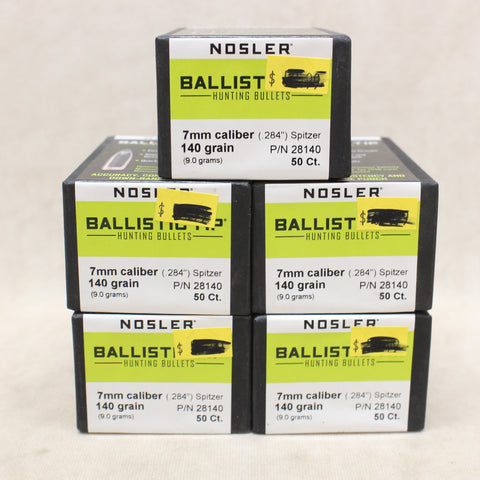 NOSLER®
BALLIST
$
HUNTING BULLETS
7mm caliber (.284") Spitzer
140 grain P/N 28140
(9.0 grams) 50 Ct.
NOSLER®
BALLISTIC TIP®
$
HUNTING BULLETS
7mm caliber (.284") Spitzer
140 grain P/N 28140
(9.0 grams) 50 Ct.
NOSLER®
BALLISTIC TIP®
$
HUNTING BULLETS
7mm caliber (.284") Spitzer
140 grain P/N 28140
(9.0 grams) 50 Ct.
NOSLER®
BALLIST
$
HUNTING BULLETS
7mm caliber (.284") Spitzer
140 grain P/N 28140
(9.0 grams) 50 Ct.
NOSLER®
BALLIST
$
HUNTING BULLETS
7mm caliber (.284") Spitzer
140 grain P/N 28140
(9.0 grams) 50 Ct.